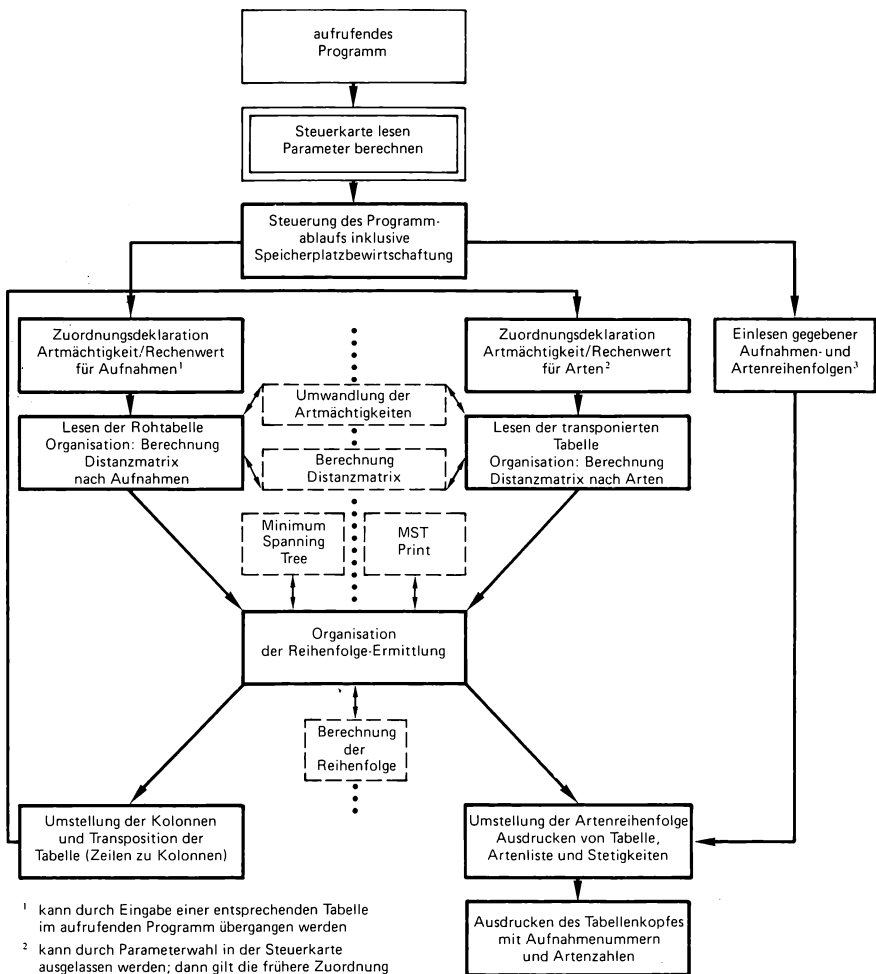 aufrufendes
Programm
Steuerkarte lesen
Parameter berechnen
Steuerung des Programm-
ablaufs inklusive
Speicherplatzbewirtschaftung
Zuordnungsdeklaration
Artmächtigkeit/Rechenwert
für Aufnahmen¹
Zuordnungsdeklaration
Artmächtigkeit/Rechenwert
für Arten²
Einlesen gegebener
Aufnahmen- und
Artenreihenfolgen³
Umwandlung der
Artmächtigkeiten
Lesen der Rohtabelle
Organisation: Berechnung
Distanzmatrix
nach Aufnahmen
Berechnung
Distanzmatrix
Lesen der transponierten
Tabelle
Organisation: Berechnung
Distanzmatrix nach Arten
Minimum
Spanning
Tree
MST
Print
Organisation
der Reihenfolge-Ermittlung
Berechnung
der
Reihenfolge
Umstellung der Kolonnen
und Transposition der
Tabelle (Zeilen zu Kolonnen)
Umstellung der Artenreihenfolge
Ausdrucken von Tabelle,
Artenliste und Stetigkeiten
Ausdrucken des Tabellenkopfes
mit Aufnahmenummern
und Artenzahlen
¹ kann durch Eingabe einer entsprechenden Tabelle
im aufrufenden Programm übergangen werden
² kann durch Parameterwahl in der Steuerkarte
ausgelassen werden; dann gilt die frühere Zuordnung